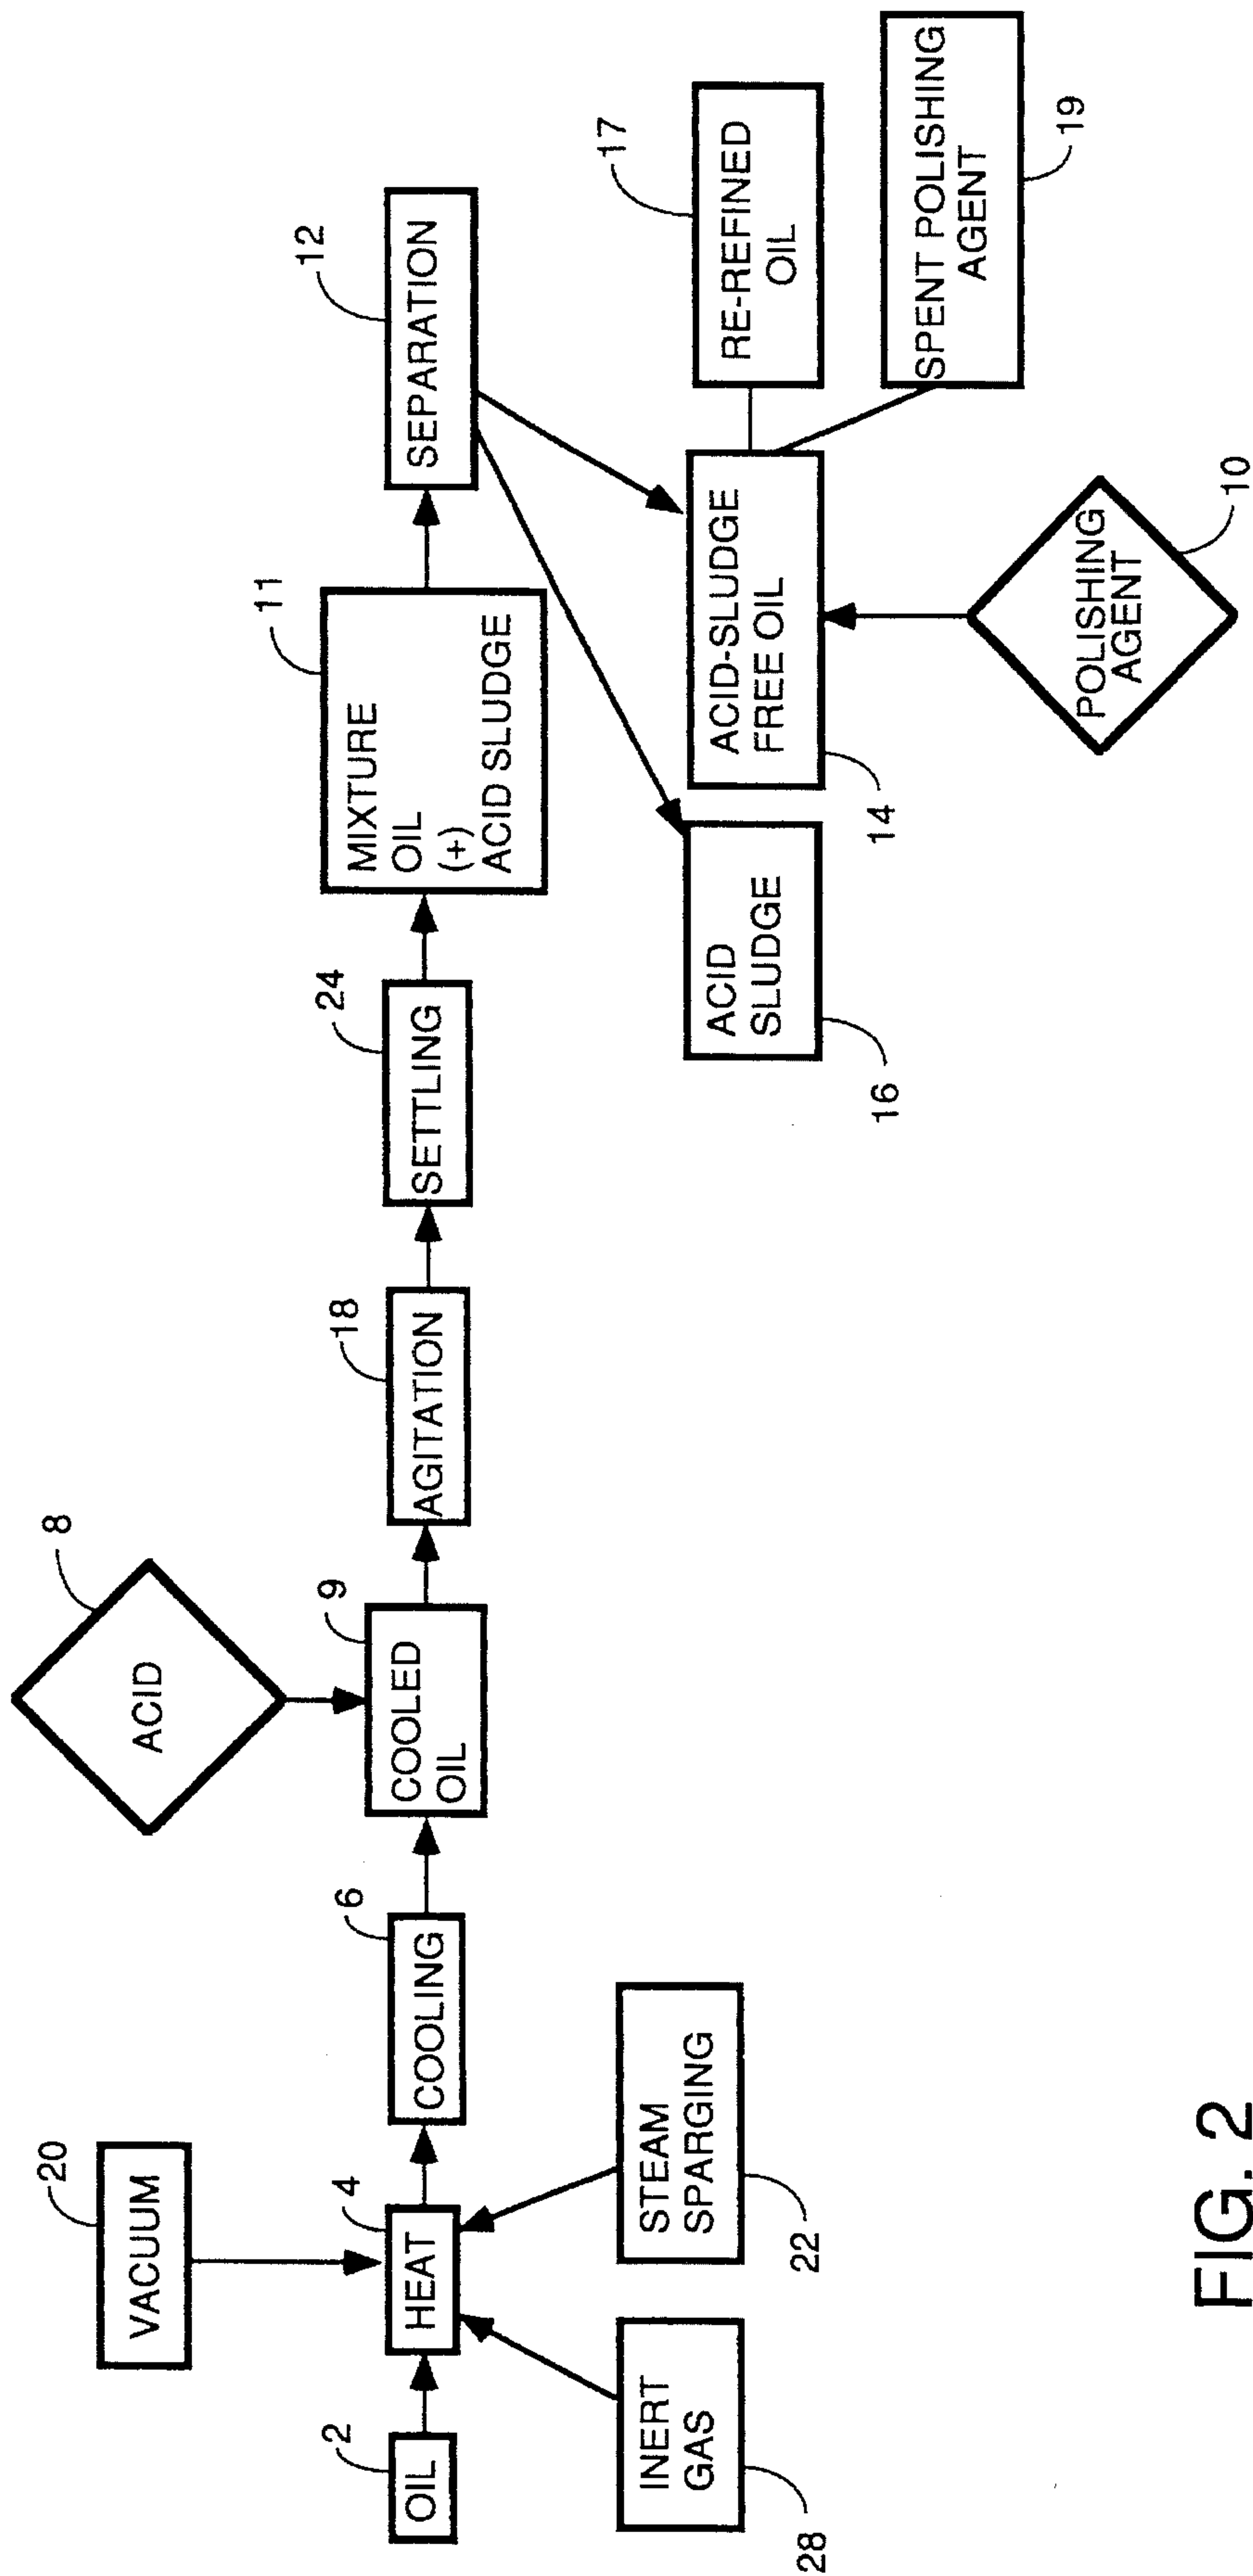 20
VACUUM
8
ACID
2
OIL
4
HEAT
6
COOLING
9
COOLED
OIL
18
AGITATION
24
SETTLING
11
MIXTURE
OIL
(+)
ACID SLUDGE
12
SEPARATION
INERT
GAS
28
STEAM
SPARGING
22
ACID
SLUDGE
16
ACID-SLUDGE
FREE OIL
14
17
RE-REFINED
OIL
SPENT POLISHING
AGENT
19
POLISHING
AGENT
10
FIG. 2